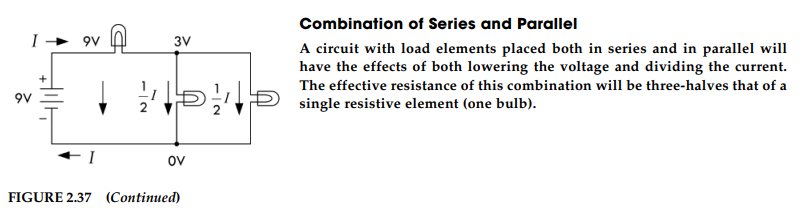 I 9V 3V
Combination of Series and Parallel
A circuit with load elements placed both in series and in parallel will
have the effects of both lowering the voltage and dividing the current.
The effective resistance of this combination will be three-halves that of a
single resistive element (one bulb).
+
9V
1/2 I
1/2 I
-
I
0V
FIGURE 2.37 (Continued)